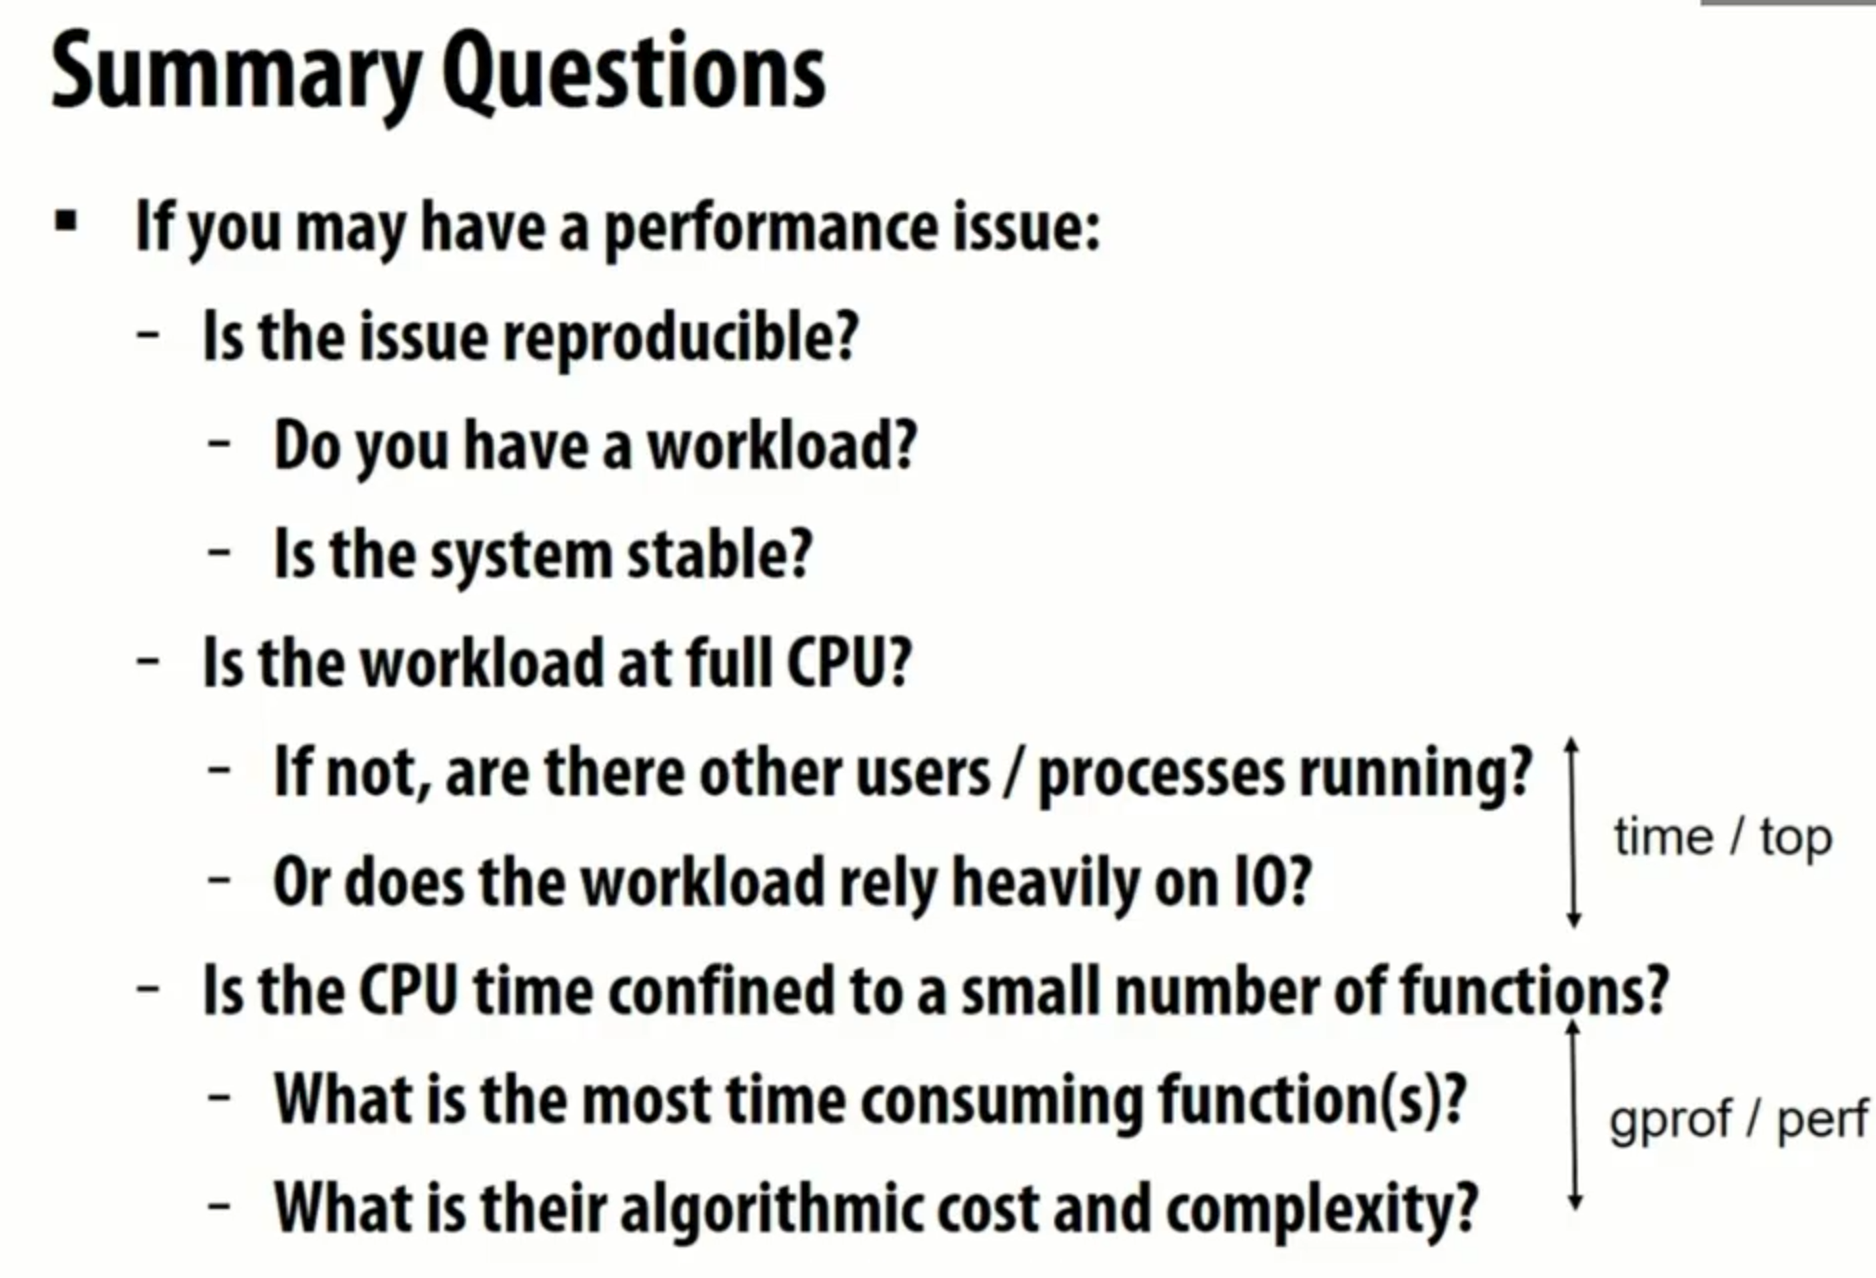 Summary Questions
▪ If you may have a performance issue:
– Is the issue reproducible?
– Do you have a workload?
– Is the system stable?
– Is the workload at full CPU?
– If not, are there other users / processes running?
time / top
– Or does the workload rely heavily on IO?
– Is the CPU time confined to a small number of functions?
– What is the most time consuming function(s)?
gprof / perf
– What is their algorithmic cost and complexity?